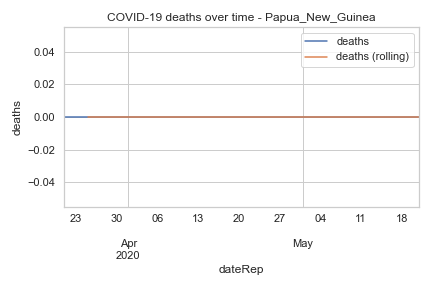 COVID-19 deaths over time - Papua_New_Guinea
deaths
deaths (rolling)
0.04
0.02
0.00
−0.02
−0.04
deaths
23 30 06 13 20 27 04 11 18
Apr May
2020
dateRep